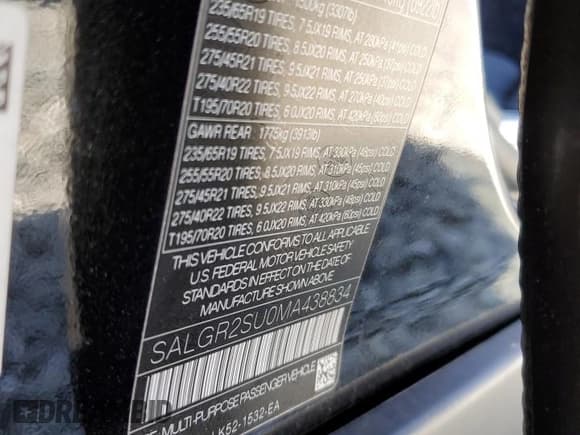 1500kg (3307lb)
235/65R19 TIRES, 7.5JX19 RIMS, AT 280kPa (41psi) COLD
255/55R20 TIRES, 8.5JX20 RIMS, AT 250kPa (37psi) COLD
275/45R21 TIRES, 9.5JX21 RIMS, AT 250kPa (37psi) COLD
275/40R22 TIRES, 9.5JX22 RIMS, AT 270kPa (40psi) COLD
T195/70R20 TIRES, 6.0JX20 RIMS, AT 420kPa (60psi) COLD
GAWR REAR 1775kg (3913lb)
235/65R19 TIRES, 7.5JX19 RIMS, AT 330kPa (48psi) COLD
255/55R20 TIRES, 8.5JX20 RIMS, AT 310kPa (45psi) COLD
275/45R21 TIRES, 9.5JX21 RIMS, AT 310kPa (45psi) COLD
275/40R22 TIRES, 9.5JX22 RIMS, AT 330kPa (48psi) COLD
T195/70R20 TIRES, 6.0JX20 RIMS, AT 420kPa (60psi) COLD
THIS VEHICLE CONFORMS TO ALL APPLICABLE
U.S. FEDERAL MOTOR VEHICLE SAFETY
STANDARDS IN EFFECT ON THE DATE OF
MANUFACTURE SHOWN ABOVE.
SALGR2SU0MA438834
MULTI-PURPOSE PASSENGER VEHICLE
LK52-1532-EA